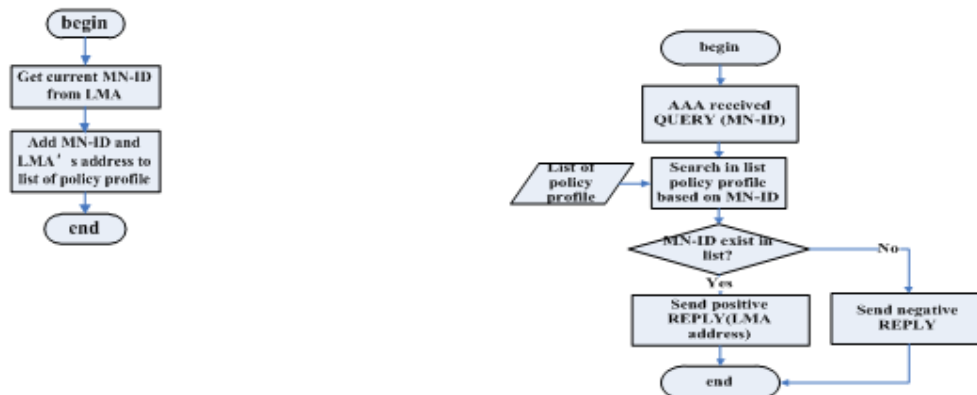 begin
Get current MN-ID
from LMA
Add MN-ID and
LMA's address to
list of policy profile
end
begin
AAA received
QUERY (MN-ID)
List of
policy
profile
Search in list
policy profile
based on MN-ID
MN-ID exist in
list?
No
Yes
Send positive
REPLY(LMA
address)
Send negative
REPLY
end